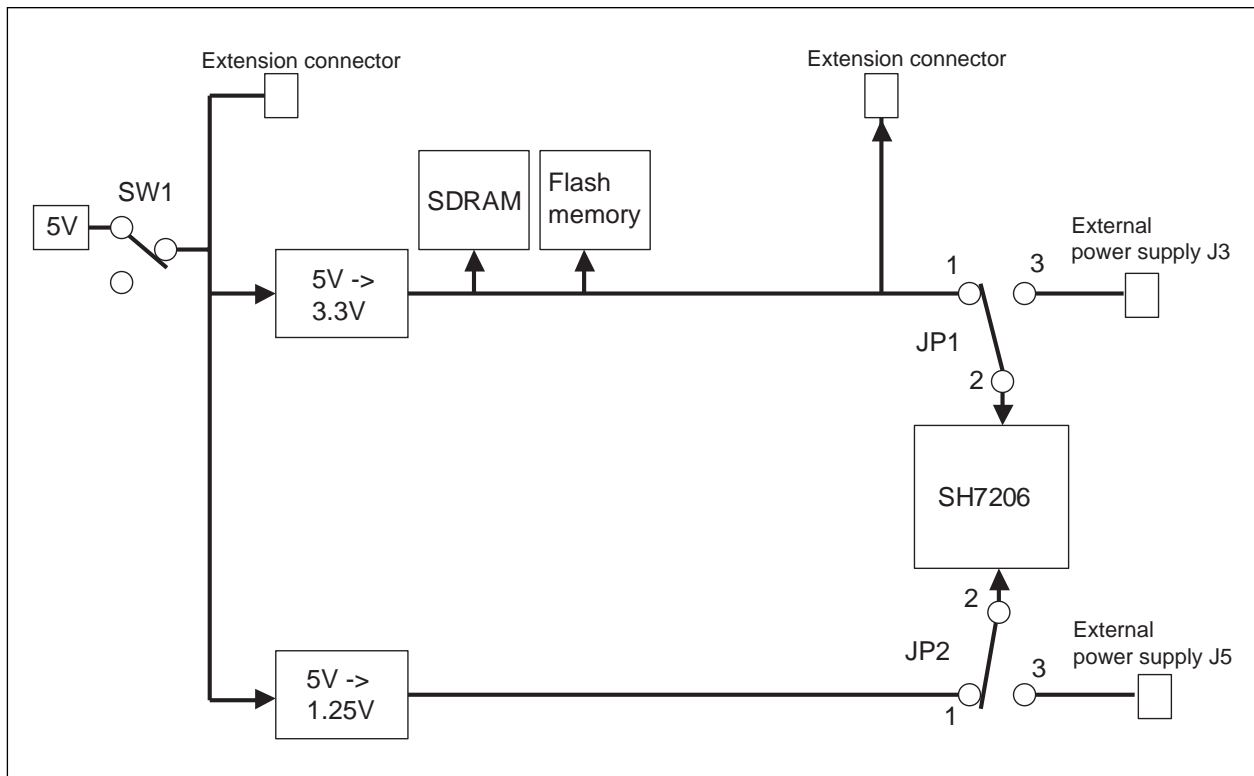 Extension connector
Extension connector
SW1
5V
SDRAM
Flash
memory
5V ->
3.3V
1
3
External
power supply J3
JP1
2
SH7206
2
JP2
1
3
External
power supply J5
5V ->
1.25V